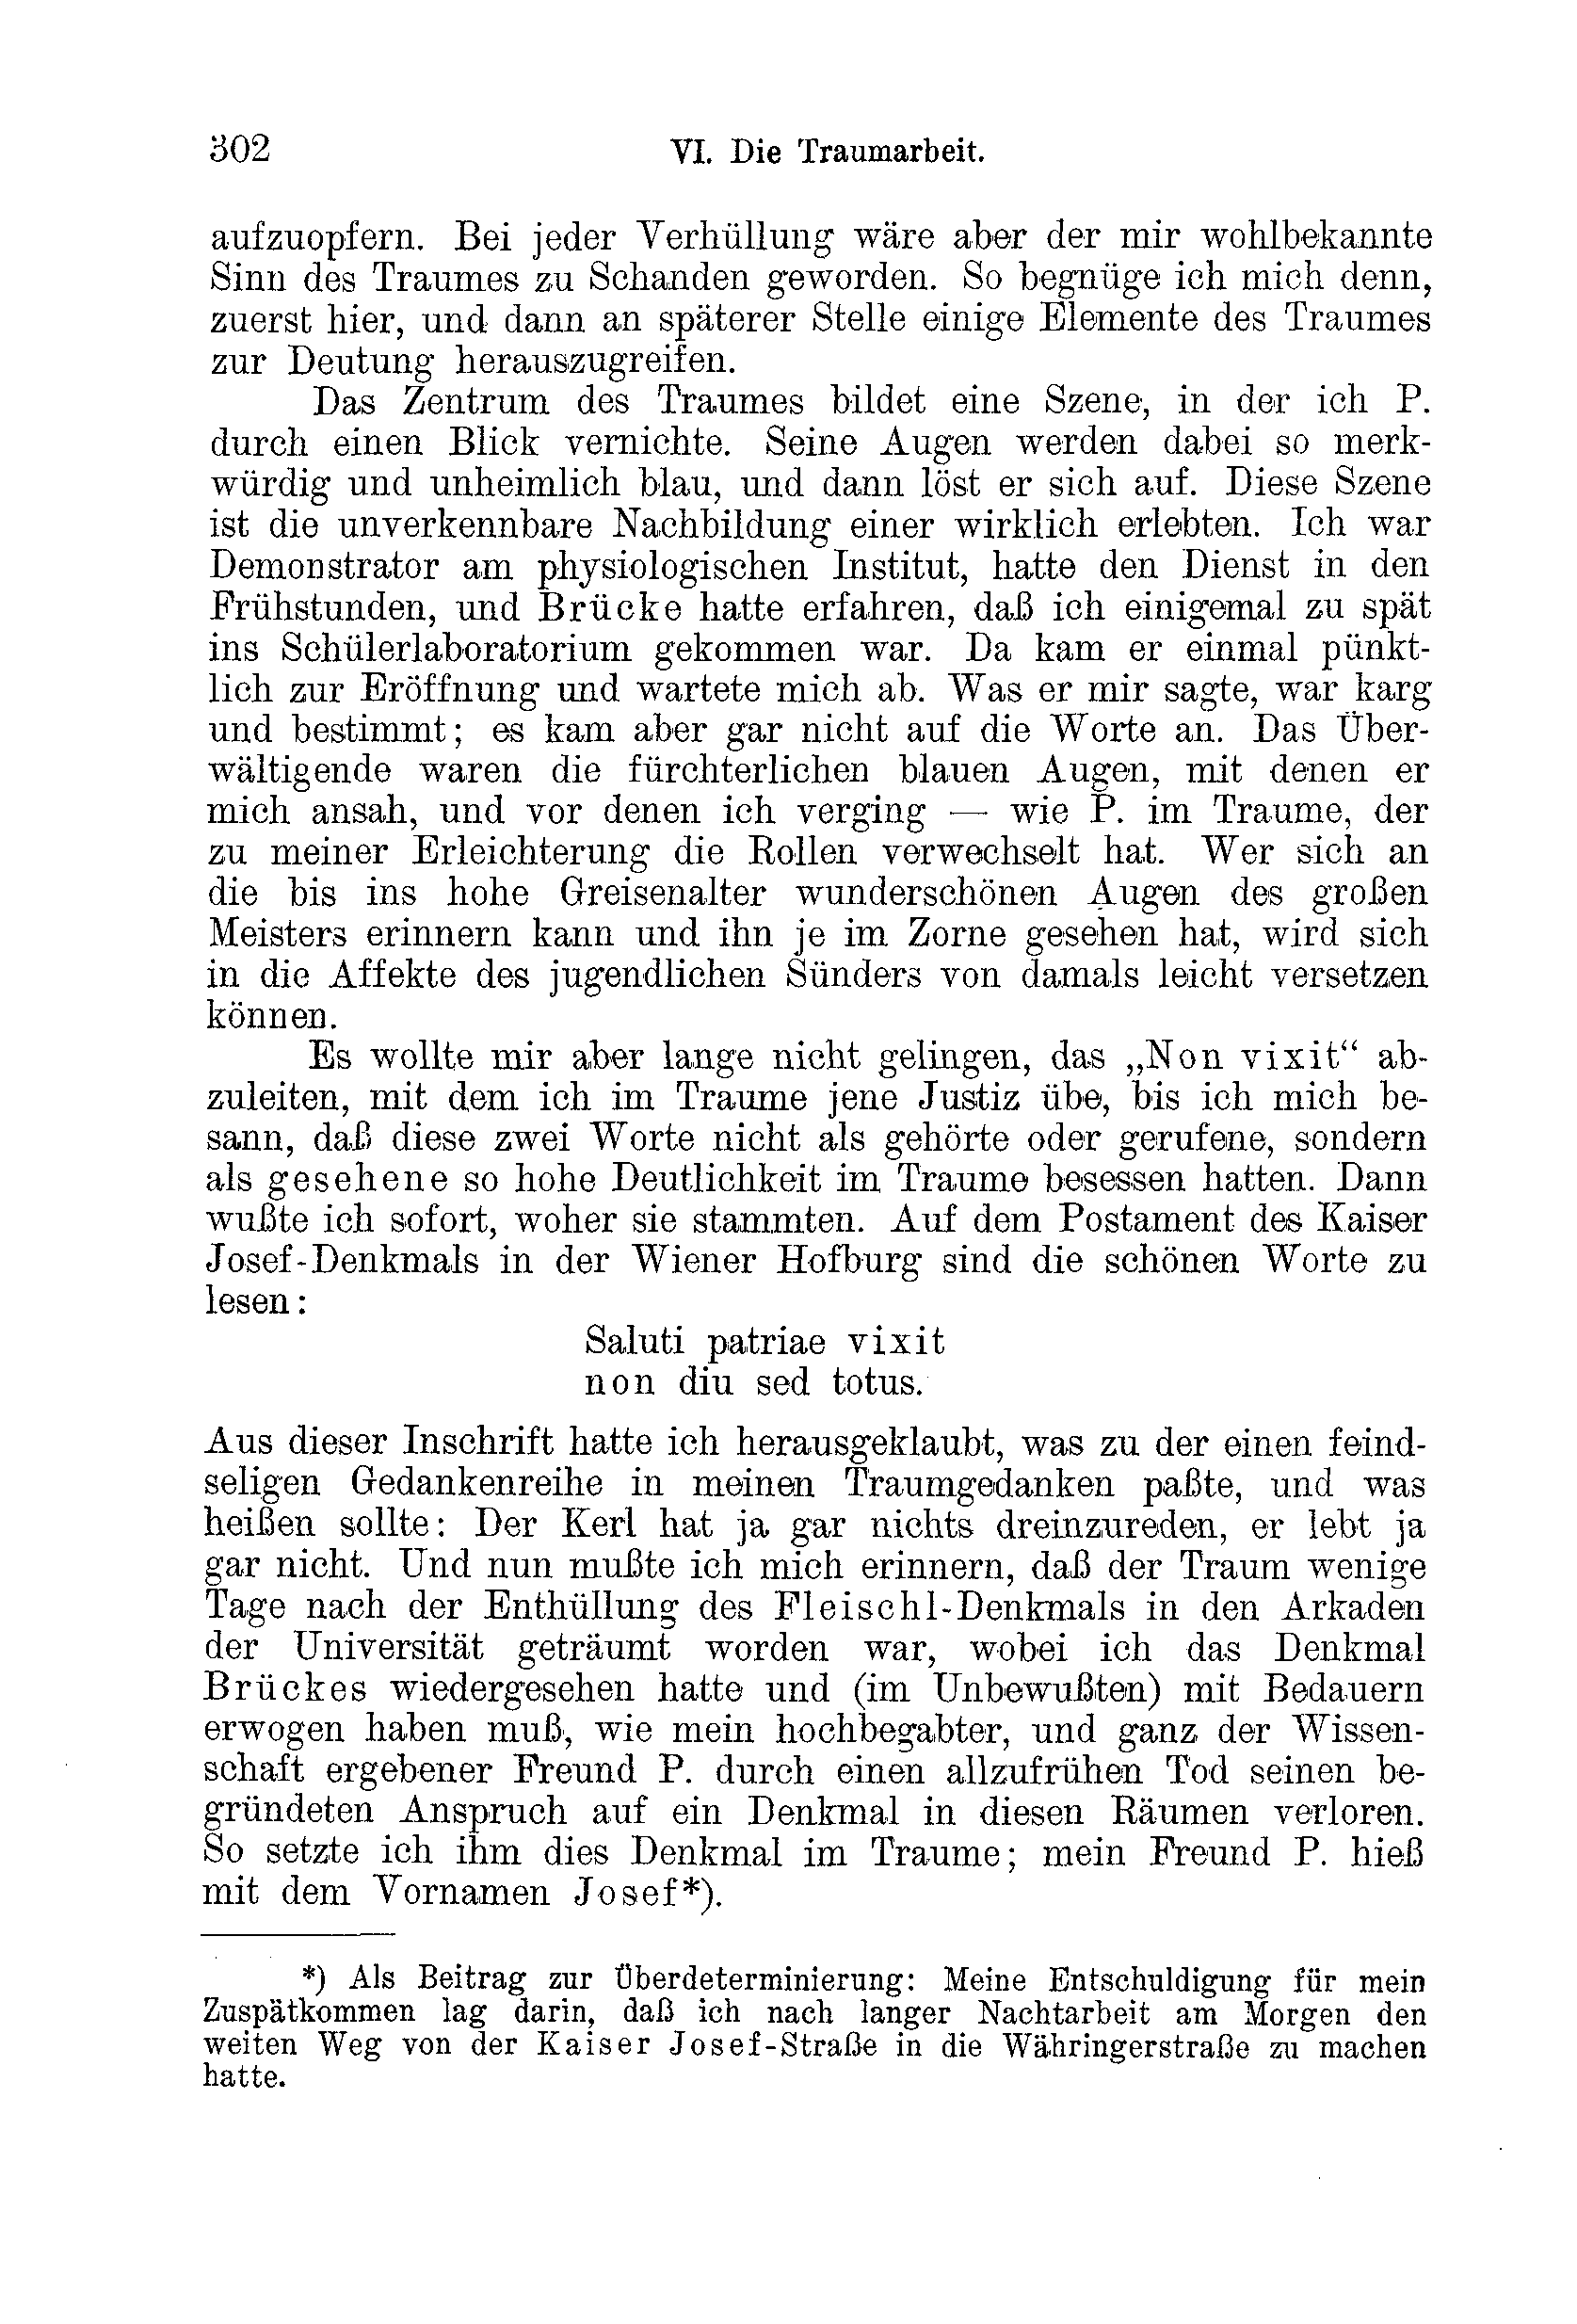 302
VI. Die Traumarbeit.
aufzuopfern. Bei jeder Verhüllung wäre aber der mir wohlbekannte
Sinn des Traumes zu Schanden geworden. So begnüge ich mich denn,
zuerst hier, und dann an späterer Stelle einige Elemente des Traumes
zur Deutung herauszugreifen.
Das Zentrum des Traumes bildet eine Szene, in der ich P.
durch einen Blick vernichte. Seine Augen werden dabei so merk-
würdig und unheimlich blau, und dann löst er sich auf. Diese Szene
ist die unverkennbare Nachbildung einer wirklich erlebten. Ich war
Demonstrator am physiologischen Institut, hatte den Dienst in den
Frühstunden, und Brücke hatte erfahren, daß ich einigemal zu spät
ins Schülerlaboratorium gekommen war. Da kam er einmal pünkt-
lich zur Eröffnung und wartete mich ab. Was er mir sagte, war karg
und bestimmt; es kam aber gar nicht auf die Worte an. Das Über-
wältigende waren die fürchterlichen blauen Augen, mit denen er
mich ansah, und vor denen ich verging — wie P. im Traume, der
zu meiner Erleichterung die Rollen verwechselt hat. Wer sich an
die bis ins hohe Greisenalter wunderschönen Augen des großen
Meisters erinnern kann und ihn je im Zorne gesehen hat, wird sich
in die Affekte des jugendlichen Sünders von damals leicht versetzen
können.
Es wollte mir aber lange nicht gelingen, das „Non vixit“ ab-
zuleiten, mit dem ich im Traume jene Justiz übe, bis ich mich be-
sann, daß diese zwei Worte nicht als gehörte oder gerufene, sondern
als gesehene so hohe Deutlichkeit im Traume besessen hatten. Dann
wußte ich sofort, woher sie stammten. Auf dem Postament des Kaiser
Josef-Denkmals in der Wiener Hofburg sind die schönen Worte zu
lesen:
Saluti patriae vixit
non diu sed totus.
Aus dieser Inschrift hatte ich herausgeklaubt, was zu der einen feind-
seligen Gedankenreihe in meinen Traumgedanken paßte, und was
heißen sollte: Der Kerl hat ja gar nichts dreinzureden, er lebt ja
gar nicht. Und nun mußte ich mich erinnern, daß der Traum wenige
Tage nach der Enthüllung des Fleischl-Denkmals in den Arkaden
der Universität geträumt worden war, wobei ich das Denkmal
Brückes wiedergesehen hatte und (im Unbewußten) mit Bedauern
erwogen haben muß, wie mein hochbegabter, und ganz der Wissen-
schaft ergebener Freund P. durch einen allzufrühen Tod seinen be-
gründeten Anspruch auf ein Denkmal in diesen Räumen verloren.
So setzte ich ihm dies Denkmal im Traume; mein Freund P. hieß
mit dem Vornamen Josef*).
*) Als Beitrag zur Überdeterminierung: Meine Entschuldigung für mein
Zuspätkommen lag darin, daß ich nach langer Nachtarbeit am Morgen den
weiten Weg von der Kaiser Josef-Straße in die Währingerstraße zu machen
hatte.